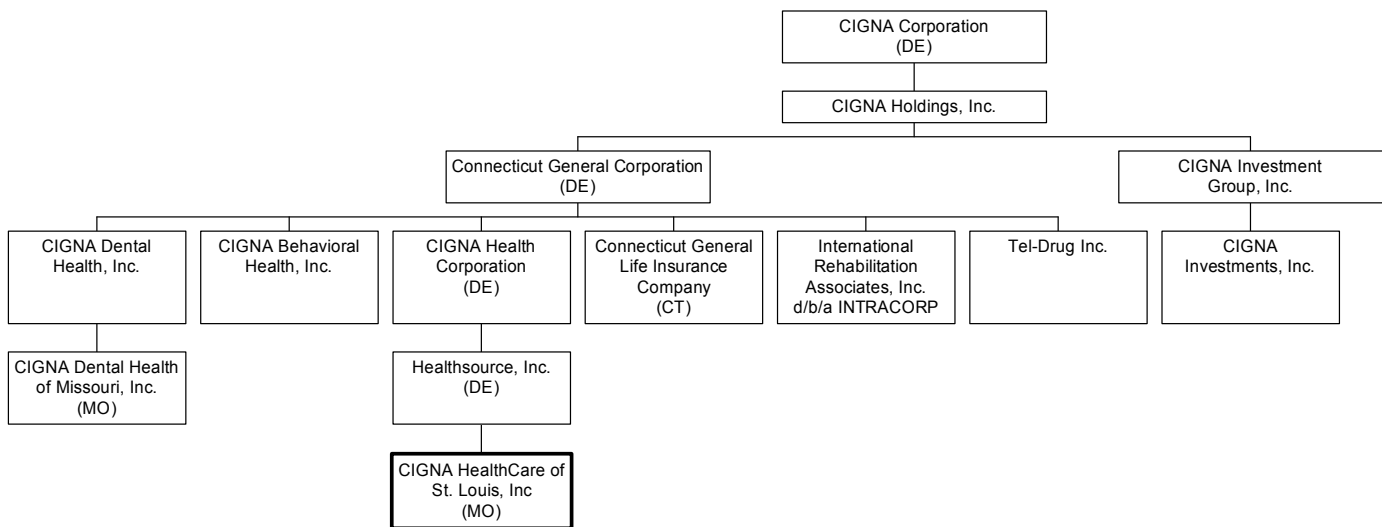 CIGNA Corporation
(DE)
CIGNA Holdings, Inc.
Connecticut General Corporation
(DE)
CIGNA Investment
Group, Inc.
CIGNA Dental
Health, Inc.
CIGNA Behavioral
Health, Inc.
CIGNA Health
Corporation
(DE)
Connecticut General
Life Insurance
Company
(CT)
International
Rehabilitation
Associates, Inc.
d/b/a INTRACORP
Tel-Drug Inc.
CIGNA
Investments, Inc.
CIGNA Dental Health
of Missouri, Inc.
(MO)
Healthsource, Inc.
(DE)
CIGNA HealthCare of
St. Louis, Inc
(MO)